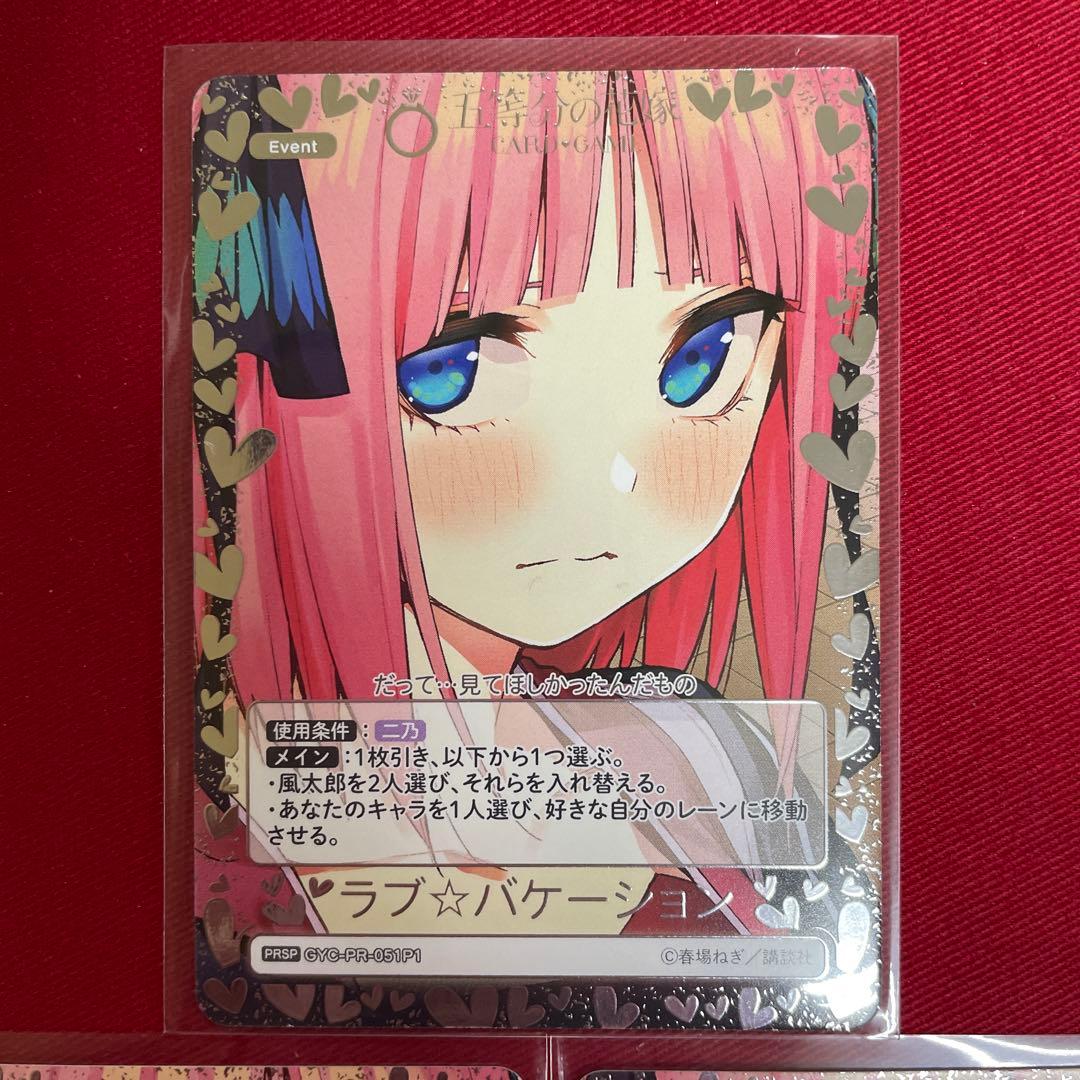 五等分の花嫁
CARD♥GAME
Event
だって…見てほしかったんだもの
使用条件：二乃
メイン：1枚引き、以下から1つ選ぶ。
・風太郎を2人選び、それらを入れ替える。
・あなたのキャラを1人選び、好きな自分のレーンに移動
させる。
ラブ☆バケーション
PRSP GYC-PR-051P1
©春場ねぎ／講談社